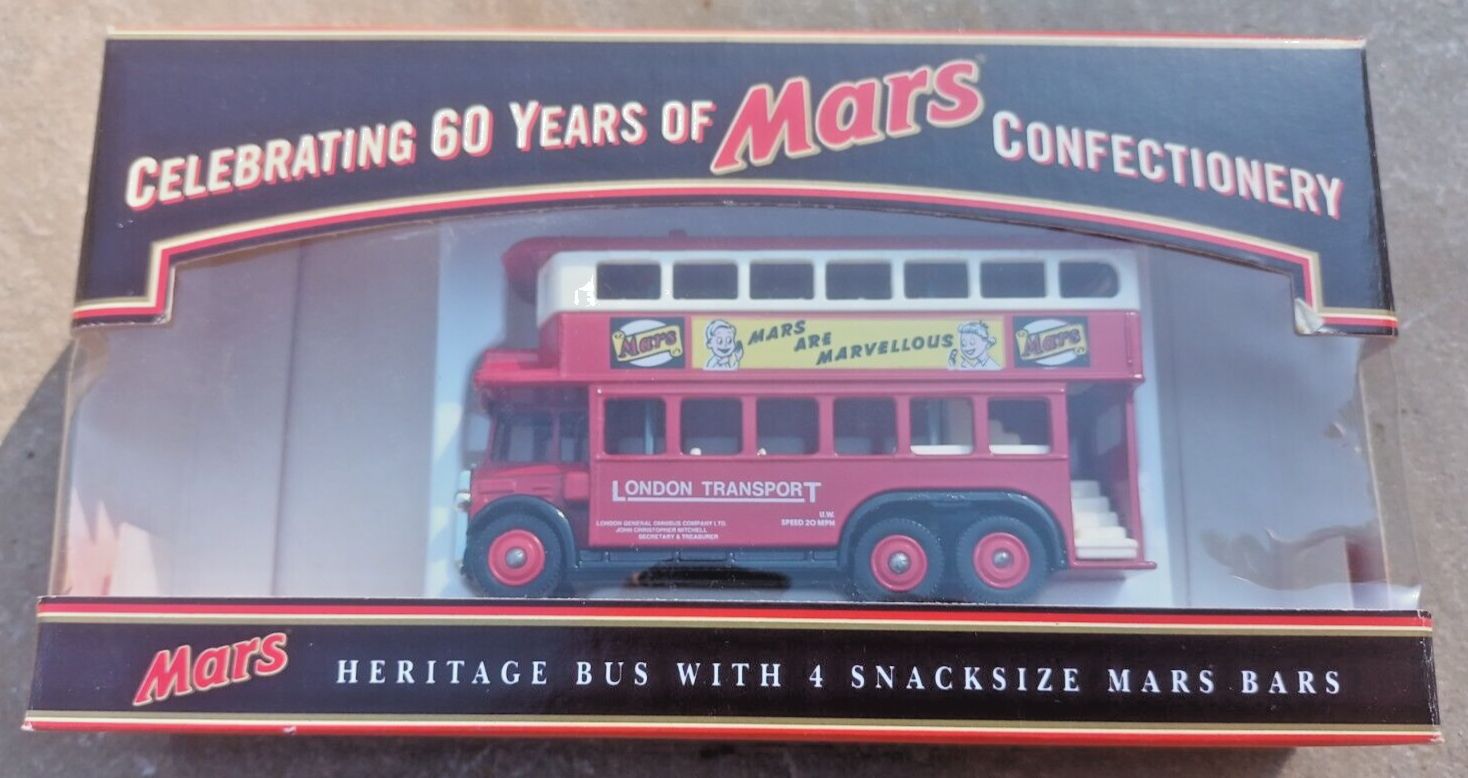 CELEBRATING 60 YEARS OF Mars CONFECTIONERY
Mars
MARS
ARE
MARVELLOUS
Mars
LONDON TRANSPORT
LONDON GENERAL OMNIBUS COMPANY LTD.
JOHN CHRISTOPHER MITCHELL
SECRETARY & TREASURER
U.W.
SPEED 20 MPH
Mars HERITAGE BUS WITH 4 SNACKSIZE MARS BARS